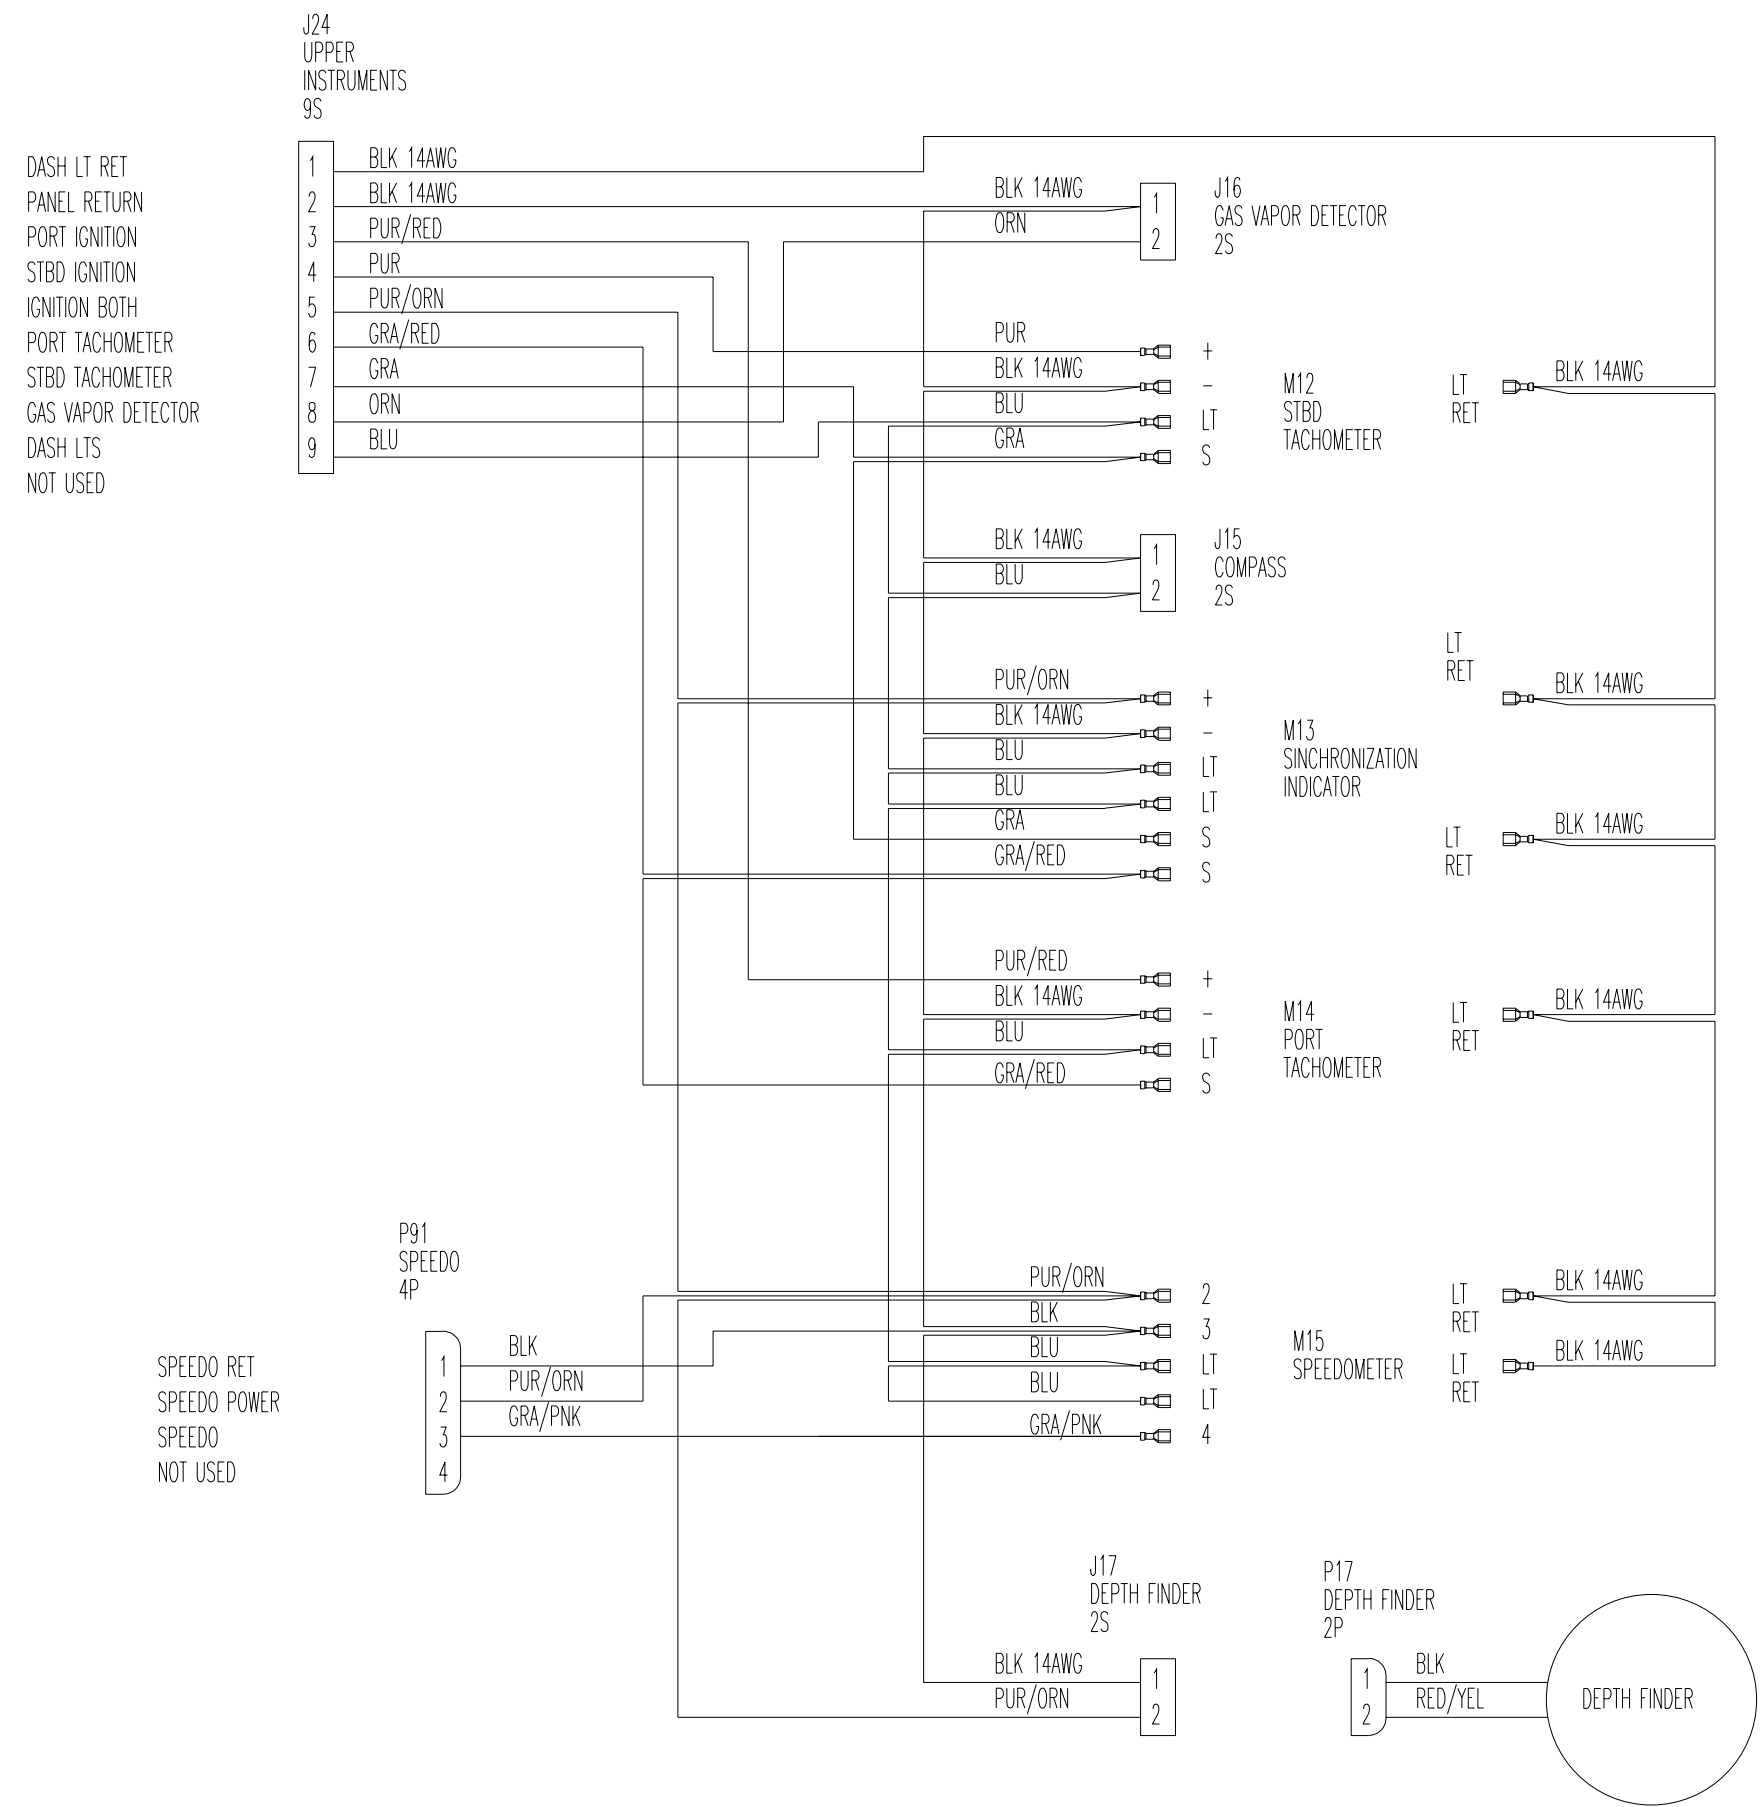 J24
UPPER
INSTRUMENTS
9S
DASH LT RET
PANEL RETURN
PORT IGNITION
STBD IGNITION
IGNITION BOTH
PORT TACHOMETER
STBD TACHOMETER
GAS VAPOR DETECTOR
DASH LTS
NOT USED
1
2
3
4
5
6
7
8
9
BLK 14AWG
BLK 14AWG
PUR/RED
PUR
PUR/ORN
GRA/RED
GRA
ORN
BLU
BLK 14AWG
ORN
1
2
J16
GAS VAPOR DETECTOR
2S
PUR
BLK 14AWG
BLU
GRA
+
-
LT
S
M12
STBD
TACHOMETER
LT
RET
BLK 14AWG
BLK 14AWG
BLU
1
2
J15
COMPASS
2S
LT
RET
BLK 14AWG
PUR/ORN
BLK 14AWG
BLU
BLU
GRA
GRA/RED
+
-
LT
LT
S
S
M13
SINCHRONIZATION
INDICATOR
LT
RET
BLK 14AWG
PUR/RED
BLK 14AWG
BLU
GRA/RED
+
-
LT
S
M14
PORT
TACHOMETER
LT
RET
BLK 14AWG
P91
SPEEDO
4P
SPEEDO RET
SPEEDO POWER
SPEEDO
NOT USED
1
2
3
4
BLK
PUR/ORN
GRA/PNK
PUR/ORN
BLK
BLU
BLU
GRA/PNK
2
3
LT
LT
4
M15
SPEEDOMETER
LT
RET
LT
RET
BLK 14AWG
BLK 14AWG
J17
DEPTH FINDER
2S
BLK 14AWG
PUR/ORN
1
2
P17
DEPTH FINDER
2P
1
2
BLK
RED/YEL
DEPTH FINDER